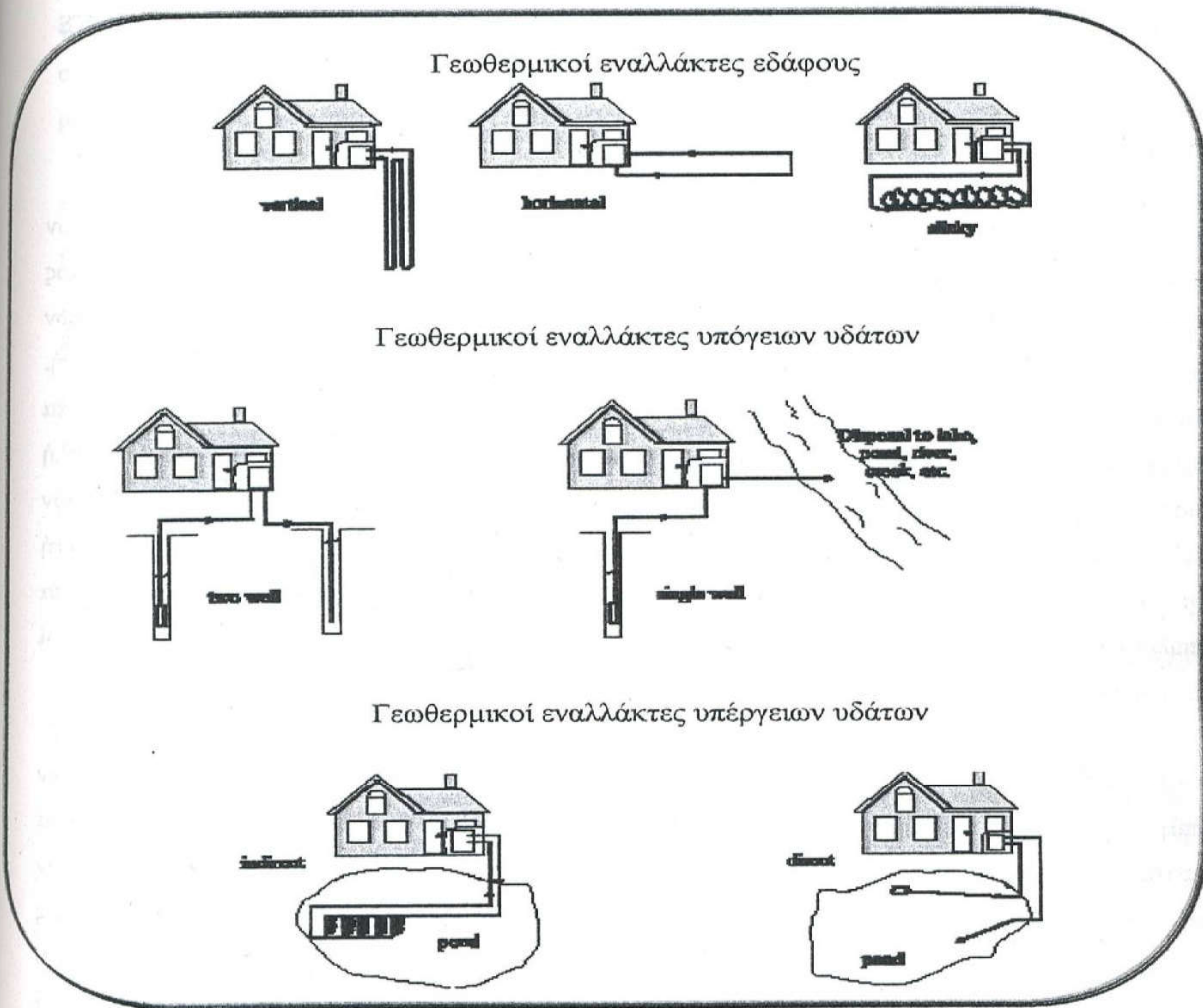 Γεωθερμικοί εναλλάκτες εδάφους
vertical
horizontal
slinky
Γεωθερμικοί εναλλάκτες υπόγειων υδάτων
Disposal to lake,
pond, river,
creek, etc.
two well
single well
Γεωθερμικοί εναλλάκτες υπέργειων υδάτων
indirect
direct
pond
pond